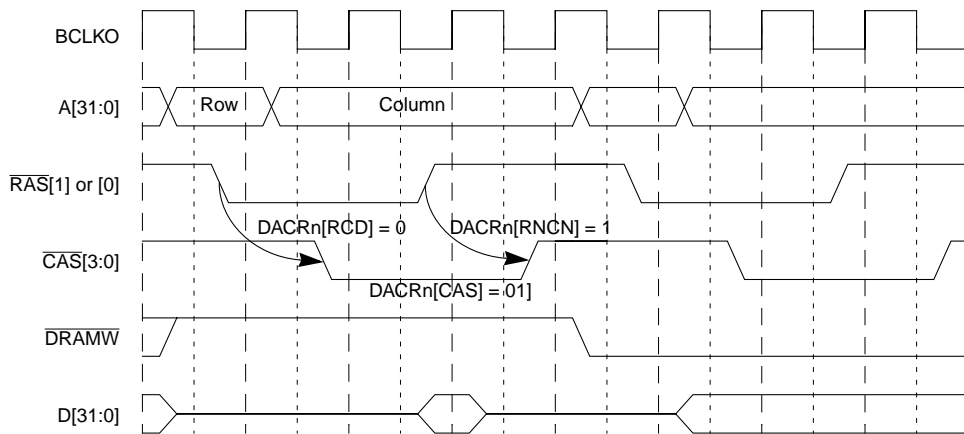 BCLKO
A[31:0]
Row
Column
RAS[1] or [0]
DACRn[RCD] = 0
DACRn[RNCN] = 1
CAS[3:0]
DACRn[CAS] = 01]
DRAMW
D[31:0]